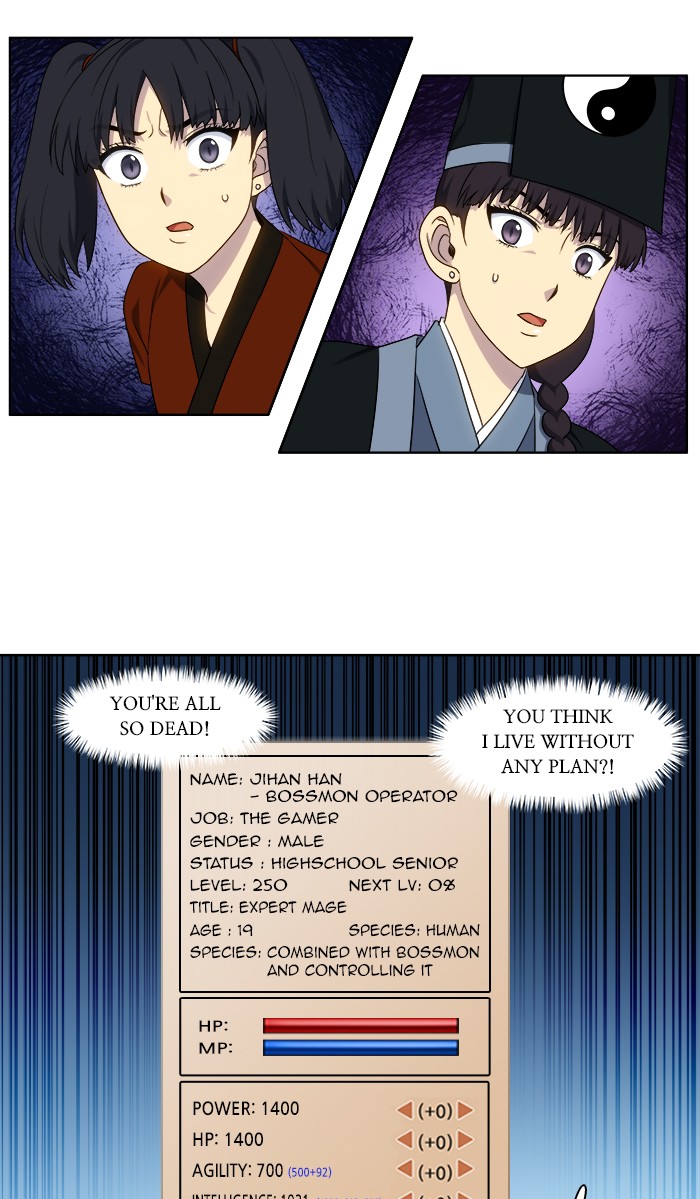 YOU'RE ALL
SO DEAD!
YOU THINK
I LIVE WITHOUT
ANY PLAN?!
NAME: JIHAN HAN
- BOSSMON OPERATOR
JOB: THE GAMER
GENDER : MALE
STATUS : HIGHSCHOOL SENIOR
LEVEL: 250 NEXT LV: 0%
TITLE: EXPERT MAGE
AGE : 19 SPECIES: HUMAN
SPECIES: COMBINED WITH BOSSMON
AND CONTROLLING IT
HP:
MP:
POWER: 1400 (+0)
HP: 1400 (+0)
AGILITY: 700 (500+92) (+0)